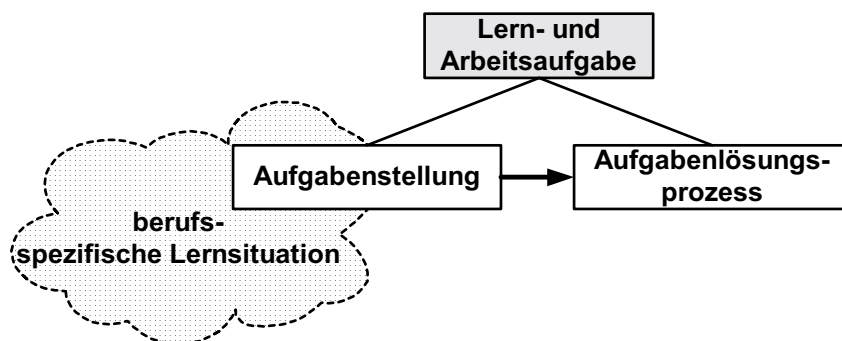 Lern- und
Arbeitsaufgabe
Aufgabenstellung
Aufgabenlösungs-
prozess
berufs-
spezifische Lernsituation